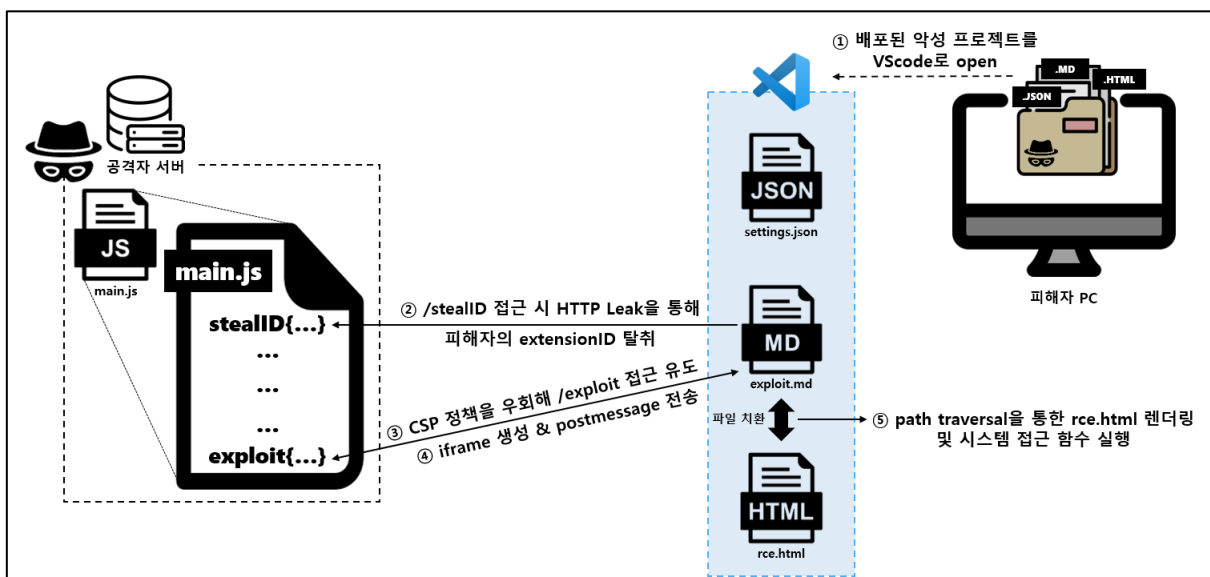 ① 배포된 악성 프로젝트를
VScode로 open
.MD
.HTML
.JSON
공격자 서버
JS
main.js
main.js
stealID{...}
...
...
...
exploit{...}
JSON
settings.json
피해자 PC
② /stealID 접근 시 HTTP Leak을 통해
피해자의 extensionID 탈취
MD
exploit.md
③ CSP 정책을 우회해 /exploit 접근 유도
④ iframe 생성 & postmessage 전송
파일 치환
⑤ path traversal을 통한 rce.html 렌더링
및 시스템 접근 함수 실행
HTML
rce.html